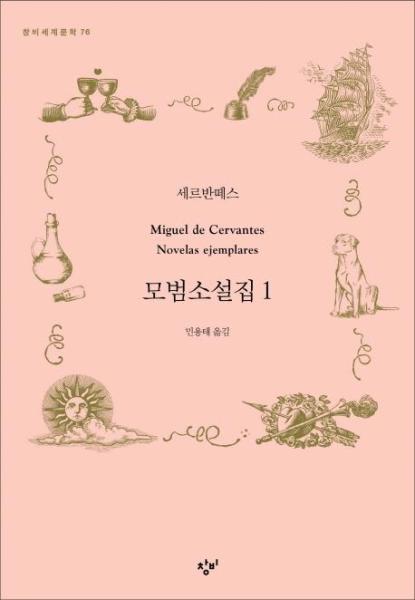 창비세계문학 76
세르반떼스
Miguel de Cervantes
Novelas ejemplares
모범소설집 1
민용태 옮김
창비